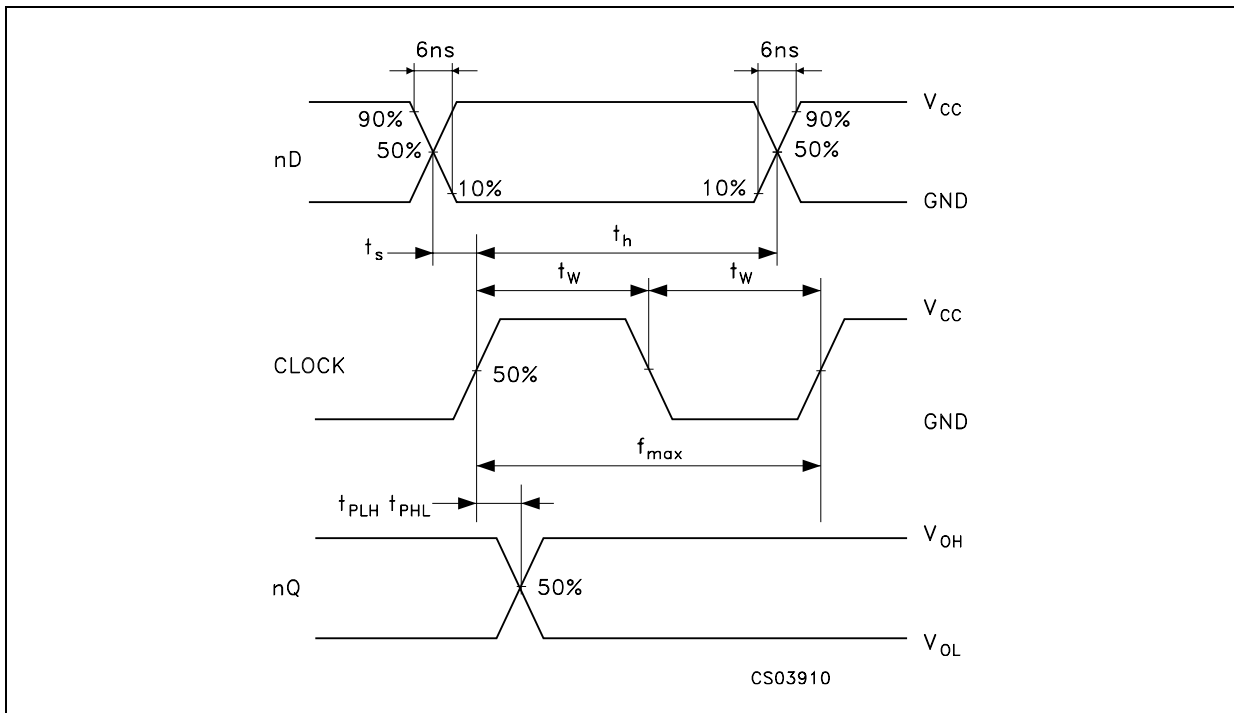 6ns 6ns
V_CC
90% 90%
nD 50% 50%
10% 10%
GND
t_s t_h
t_W t_W
V_CC
CLOCK 50%
GND
f_max
t_PLH t_PHL
V_OH
nQ 50%
V_OL
CS03910